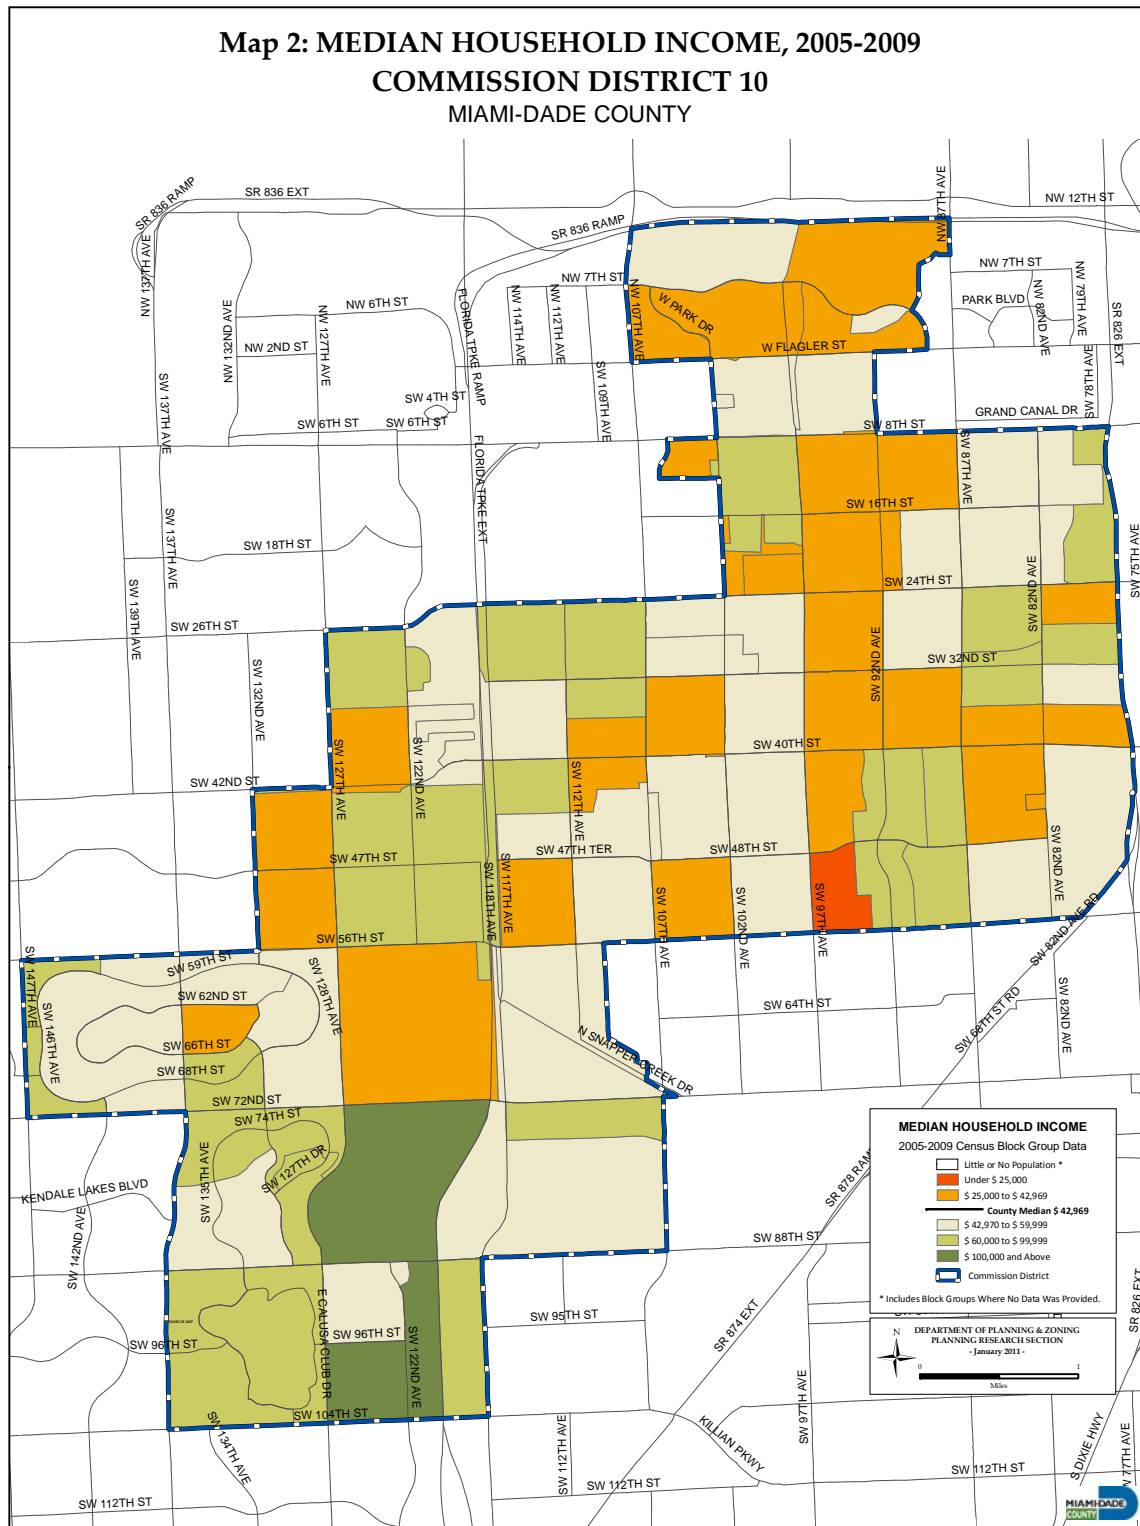 Map 2: MEDIAN HOUSEHOLD INCOME, 2005-2009
COMMISSION DISTRICT 10
MIAMI-DADE COUNTY
SR 836 RAMP
SR 836 EXT
NW 87TH AVE
NW 12TH ST
SR 836 RAMP
NW 137TH AVE
NW 7TH ST
NW 7TH ST
NW 79TH AVE
NW 82ND AVE
PARK BLVD
NW 6TH ST
FLORIDA TPKE RAMP
NW 114TH AVE
NW 112TH AVE
NW 107TH AVE
W PARK DR
SR 826 EXT
NW 132ND AVE
NW 127TH AVE
NW 2ND ST
W FLAGLER ST
SW 78TH AVE
SW 137TH AVE
SW 4TH ST
SW 109TH AVE
SW 6TH ST
SW 6TH ST
SW 8TH ST
GRAND CANAL DR
FLORIDA TPKE EXT
SW 87TH AVE
SW 137TH AVE
SW 16TH ST
SW 18TH ST
SW 75TH AVE
SW 139TH AVE
SW 24TH ST
SW 82ND AVE
SW 26TH ST
SW 132ND AVE
SW 92ND AVE
SW 32ND ST
SW 127TH AVE
SW 122ND AVE
SW 40TH ST
SW 42ND ST
SW 112TH AVE
SW 47TH ST
SW 47TH TER
SW 48TH ST
SW 82ND AVE
SW 118TH AVE
SW 117TH AVE
SW 107TH AVE
SW 102ND AVE
SW 97TH AVE
SW 56TH ST
SW 82ND AVE RD
SW 147TH AVE
SW 59TH ST
SW 128TH AVE
SW 62ND ST
SW 64TH ST
SW 68TH ST RD
SW 82ND AVE
SW 146TH AVE
SW 66TH ST
SW 68TH ST
N SNAPPER CREEK DR
SW 72ND ST
SW 74TH ST
SW 135TH AVE
SW 127TH DR
KENDALE LAKES BLVD
SR 878 RAM
SW 142ND AVE
SW 88TH ST
MEDIAN HOUSEHOLD INCOME
2005-2009 Census Block Group Data
Little or No Population *
Under $ 25,000
$ 25,000 to $ 42,969
County Median $ 42,969
$ 42,970 to $ 59,999
$ 60,000 to $ 99,999
$ 100,000 and Above
Commission District
* Includes Block Groups Where No Data Was Provided.
SR 826 EXT
SR 874 EXT
MARCH 2007
E CALUSA CLUB DR
SW 95TH ST
SW 96TH ST
SW 96TH ST
SW 122ND AVE
N
DEPARTMENT OF PLANNING & ZONING
PLANNING RESEARCH SECTION
- January 2011 -
0 1
Miles
SW 97TH AVE
SW 104TH ST
SW 134TH AVE
SW 112TH AVE
KILLIAN PKWY
S DIXIE HWY
W 77TH AVE
SW 112TH ST
SW 112TH ST
SW 112TH ST
MIAMI-DADE
COUNTY